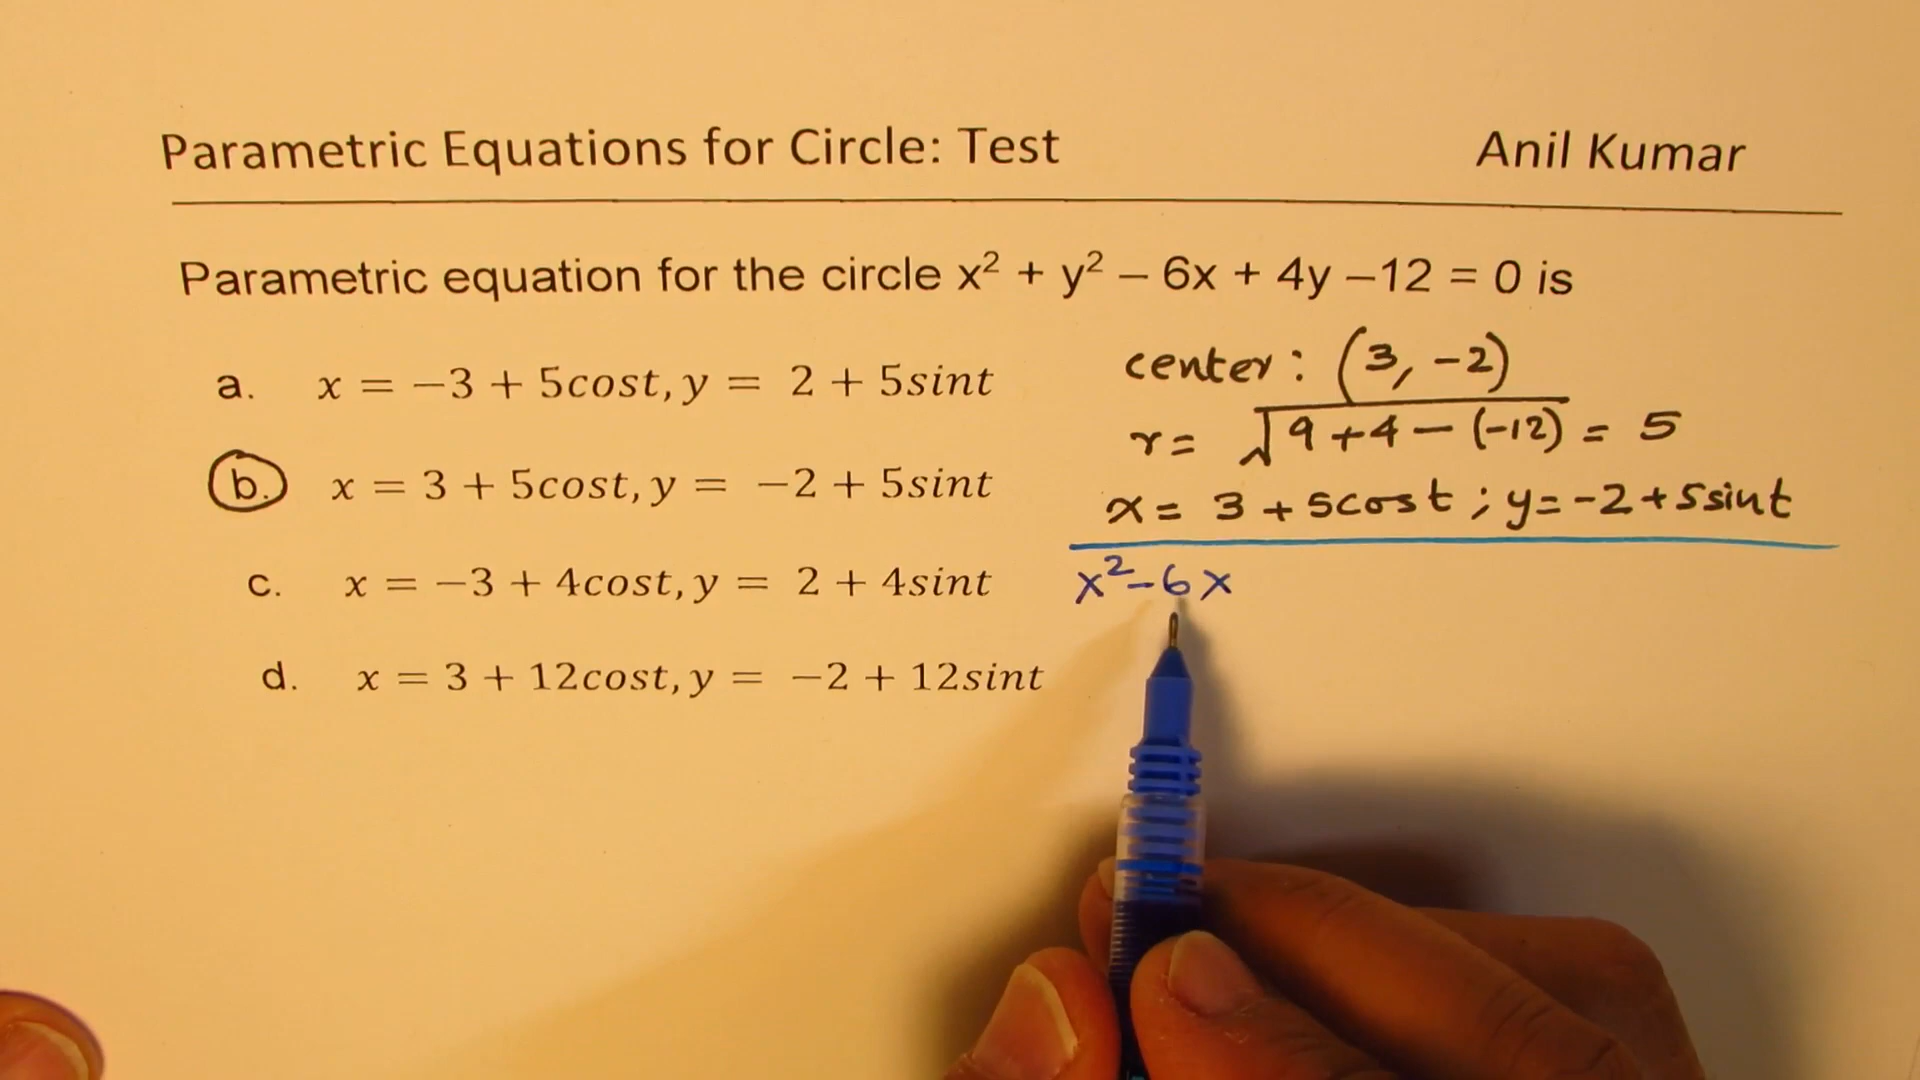 Parametric Equations for Circle: Test Anil Kumar
Parametric equation for the circle x² + y² – 6x + 4y –12 = 0 is
a. x = −3 + 5cost, y = 2 + 5sint
b. x = 3 + 5cost, y = −2 + 5sint
c. x = −3 + 4cost, y = 2 + 4sint
d. x = 3 + 12cost, y = −2 + 12sint
center: (3, -2)
r = √9+4-(-12) = 5
x = 3 + 5cost ; y = -2 + 5sint
x² - 6x